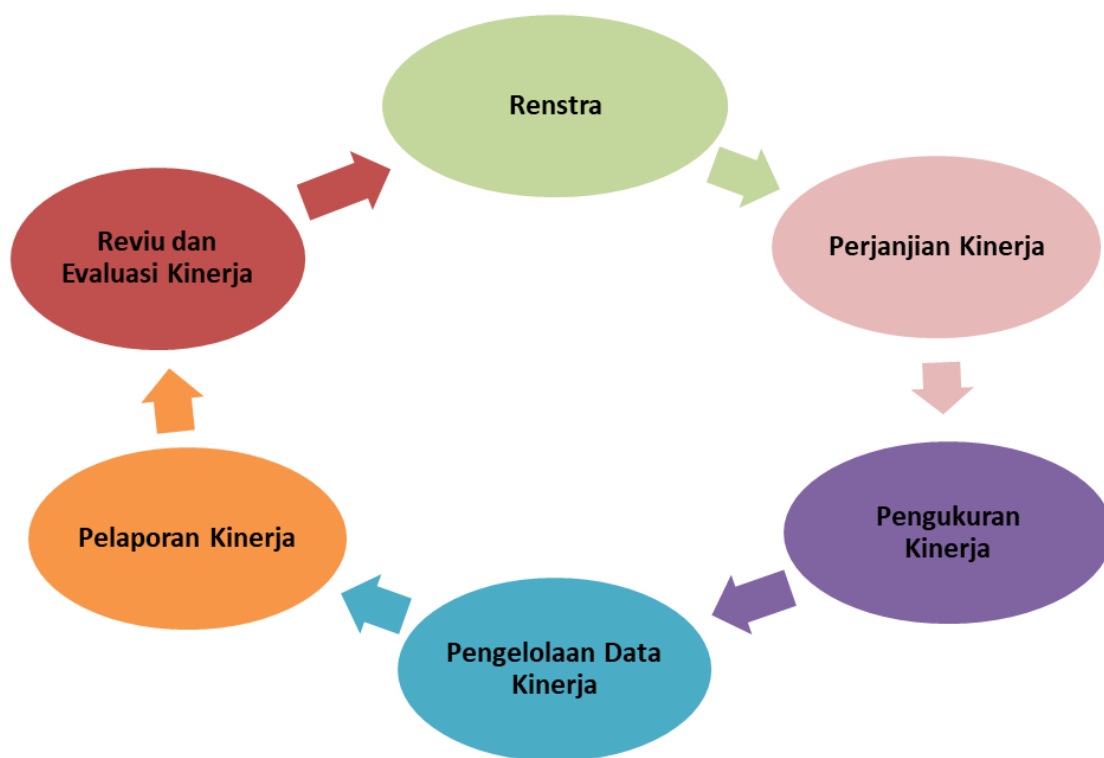 Renstra
Perjanjian Kinerja
Pengukuran
Kinerja
Pengelolaan Data
Kinerja
Pelaporan Kinerja
Reviu dan
Evaluasi Kinerja